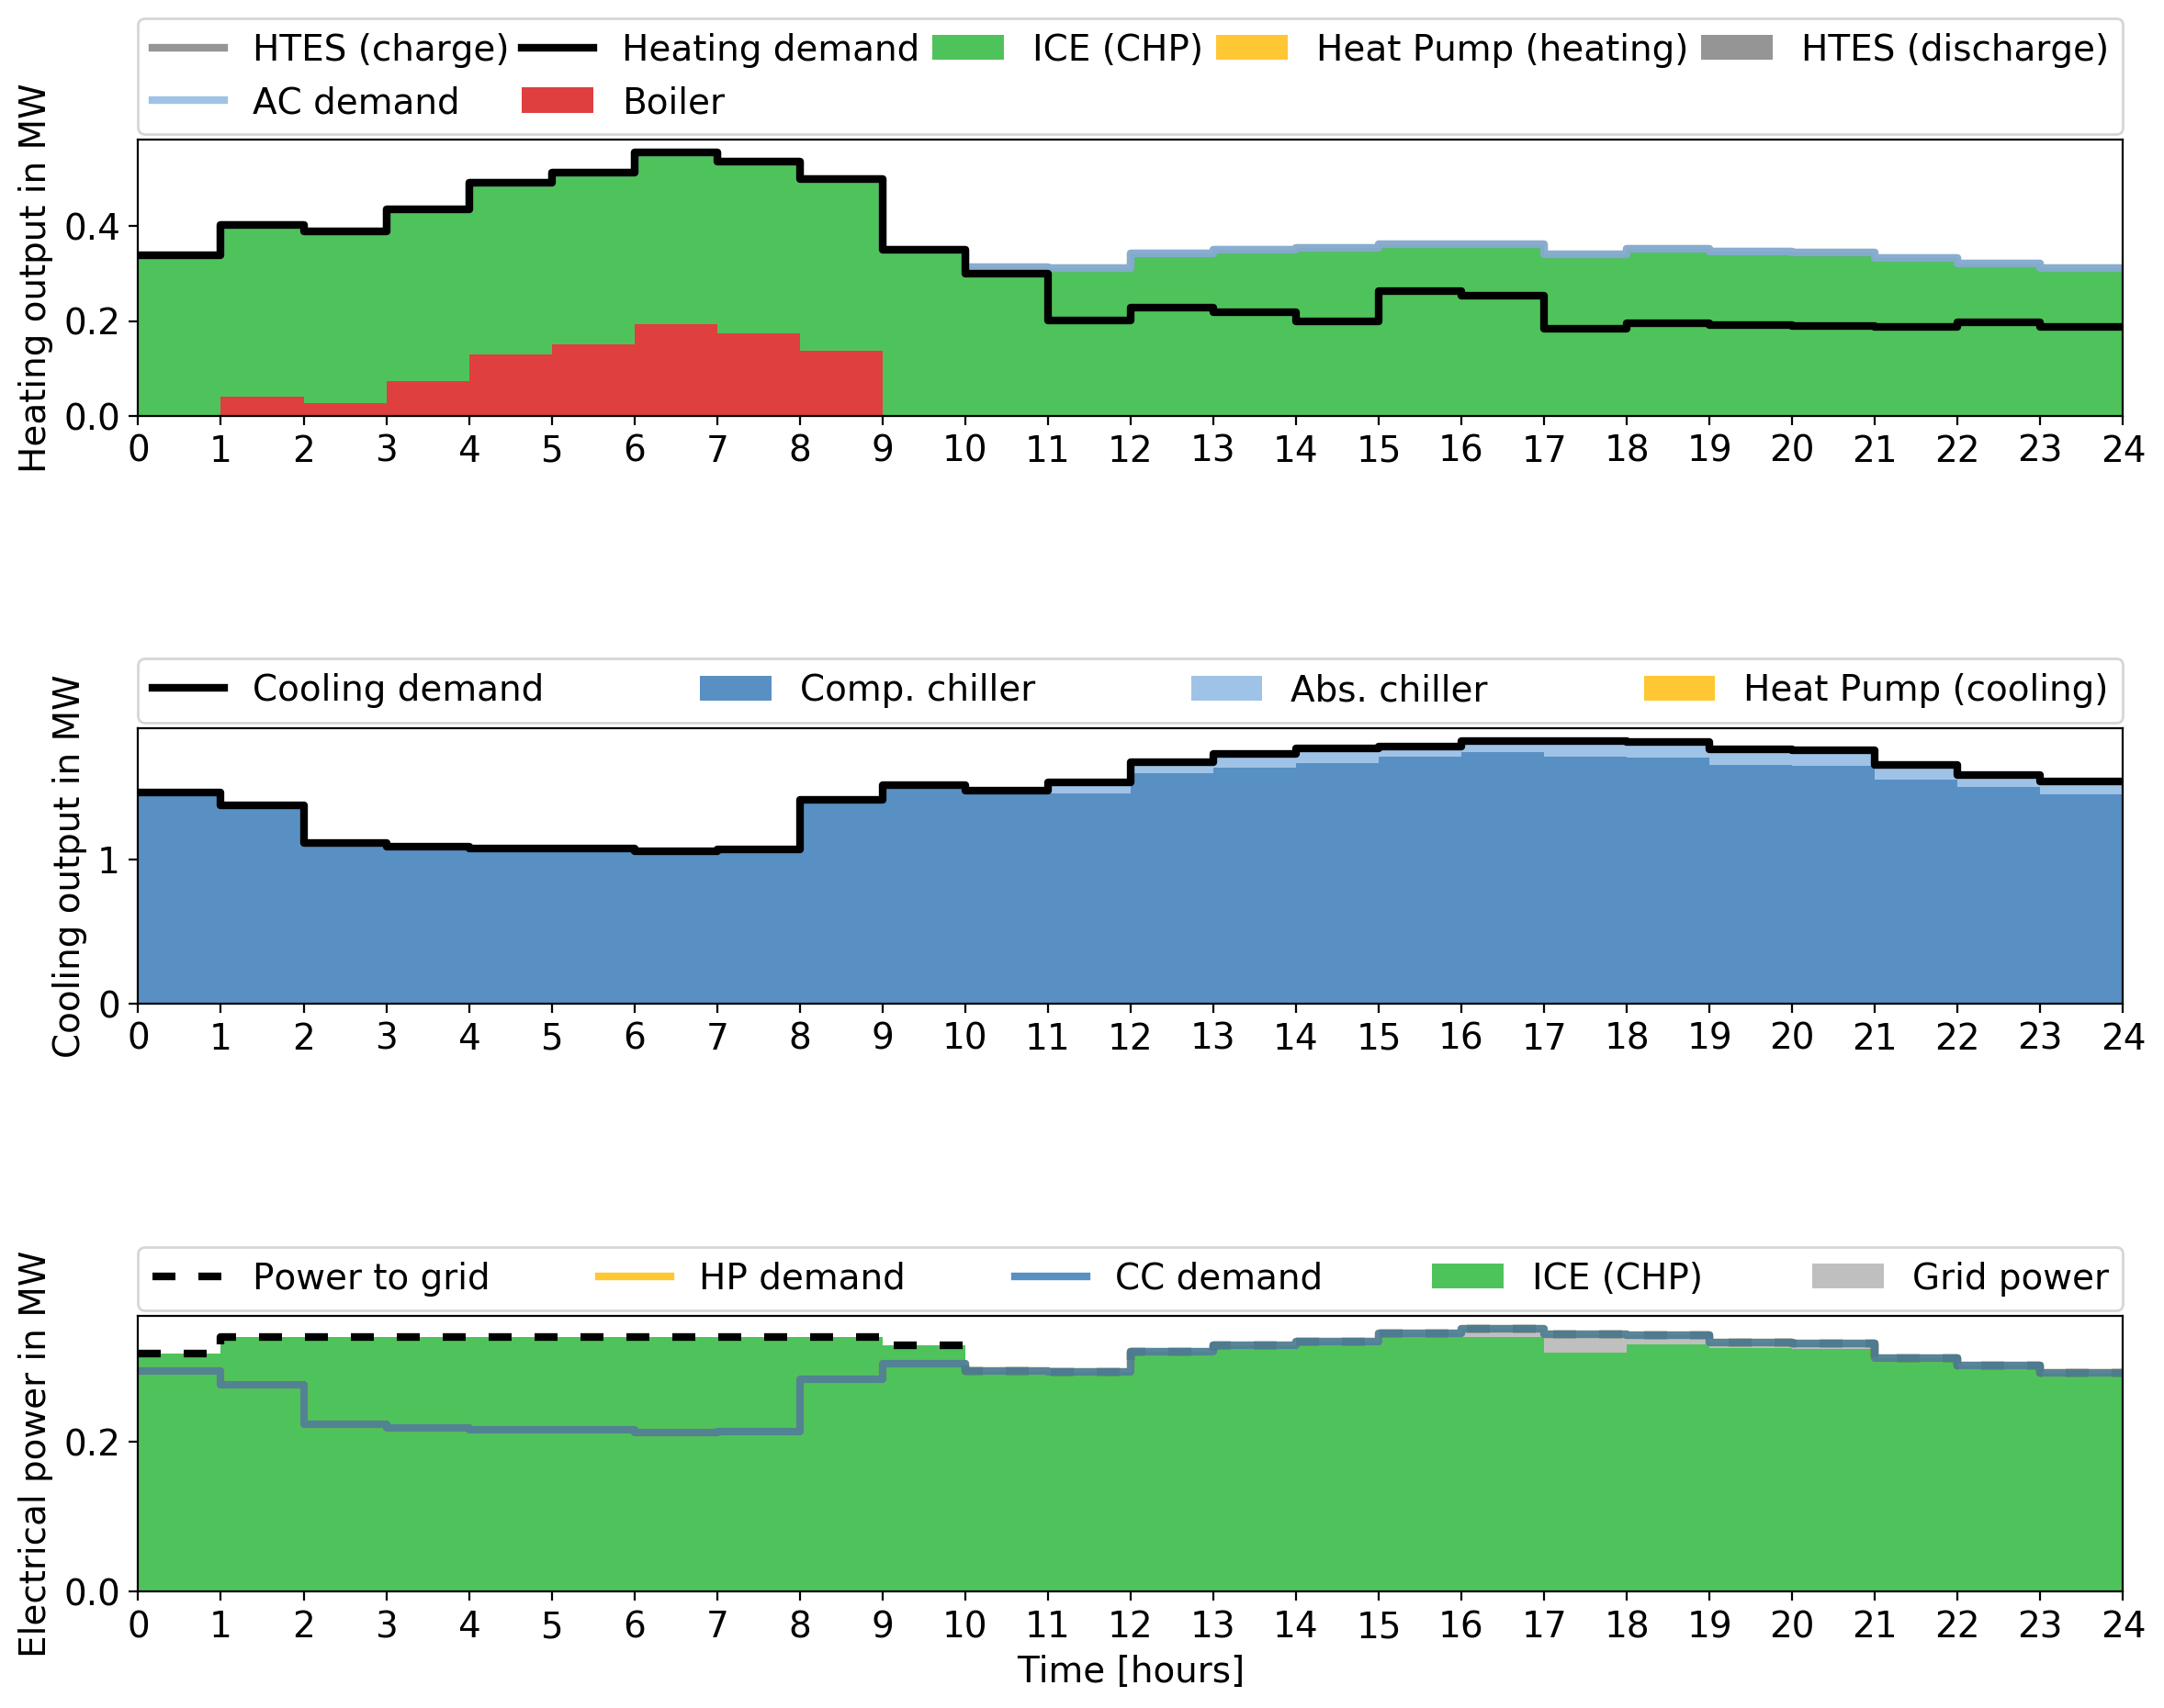 HTES (charge) Heating demand ICE (CHP) Heat Pump (heating) HTES (discharge)
AC demand Boiler
Heating output in MW
0.4
0.2
0.0
0 1 2 3 4 5 6 7 8 9 10 11 12 13 14 15 16 17 18 19 20 21 22 23 24
Cooling demand Comp. chiller Abs. chiller Heat Pump (cooling)
Cooling output in MW
1
0
0 1 2 3 4 5 6 7 8 9 10 11 12 13 14 15 16 17 18 19 20 21 22 23 24
Power to grid HP demand CC demand ICE (CHP) Grid power
Electrical power in MW
0.2
0.0
0 1 2 3 4 5 6 7 8 9 10 11 12 13 14 15 16 17 18 19 20 21 22 23 24
Time [hours]